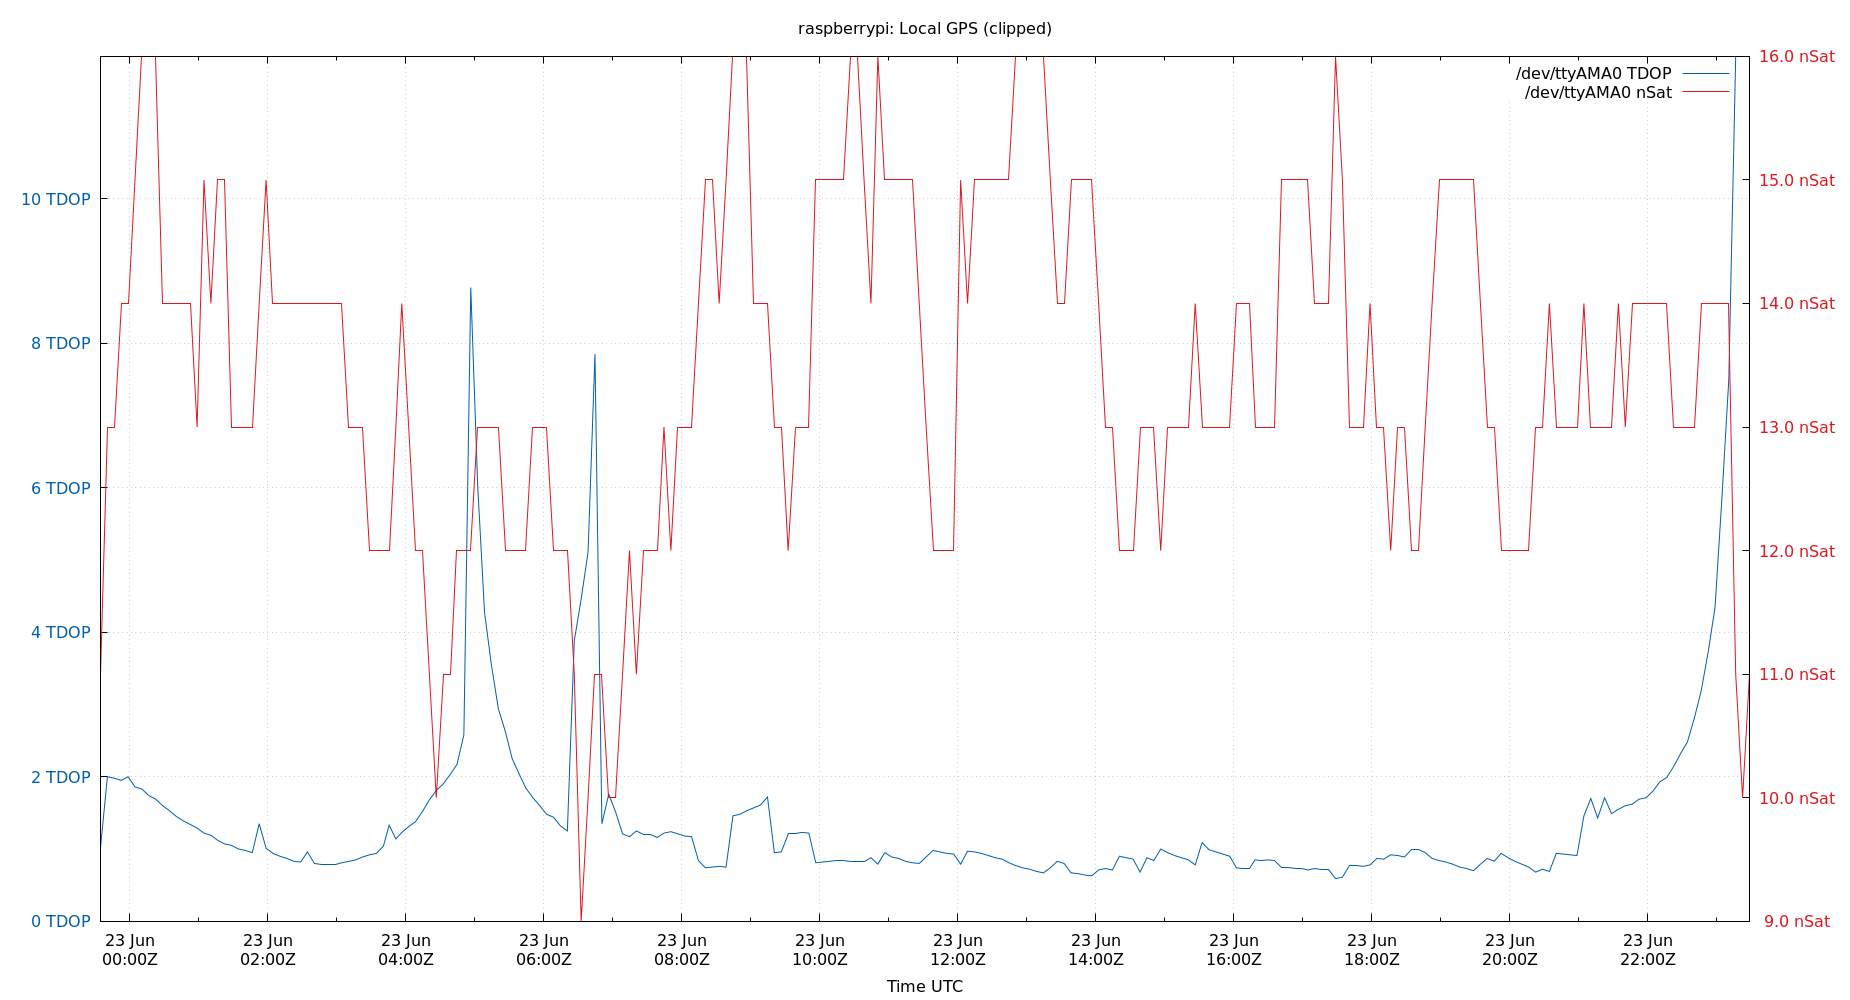 raspberrypi: Local GPS (clipped)
16.0 nSat
/dev/ttyAMA0 TDOP
/dev/ttyAMA0 nSat
10 TDOP
15.0 nSat
14.0 nSat
8 TDOP
13.0 nSat
6 TDOP
12.0 nSat
4 TDOP
11.0 nSat
2 TDOP
10.0 nSat
0 TDOP
9.0 nSat
23 Jun 23 Jun 23 Jun 23 Jun 23 Jun 23 Jun 23 Jun 23 Jun 23 Jun 23 Jun 23 Jun 23 Jun
00:00Z 02:00Z 04:00Z 06:00Z 08:00Z 10:00Z 12:00Z 14:00Z 16:00Z 18:00Z 20:00Z 22:00Z
Time UTC